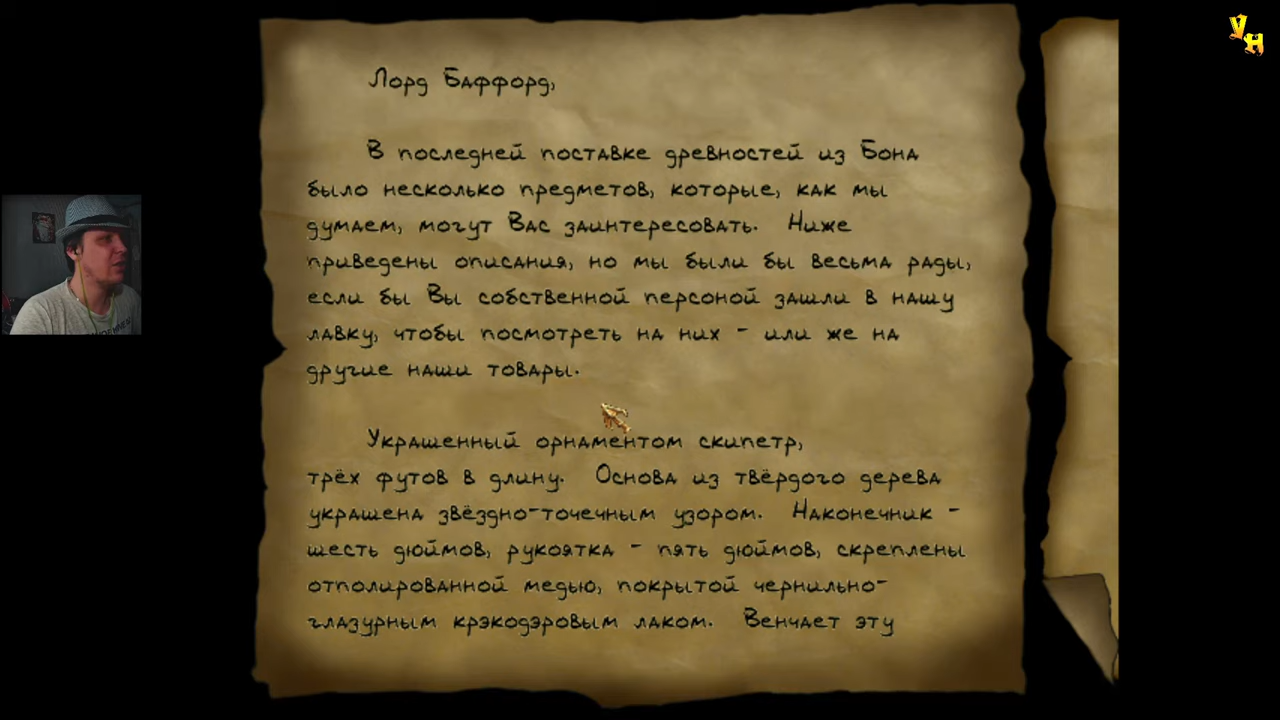 УН
Лорд Баффорд,
В последней поставке древностей из Бона
было несколько предметов, которые, как мы
думаем, могут Вас заинтересовать. Ниже
приведены описания, но мы были бы весьма рады,
если бы Вы собственной персоной зашли в нашу
лавку, чтобы посмотреть на них - или же на
другие наши товары.
Украшенный орнаментом скипетр,
трёх футов в длину. Основа из твёрдого дерева
украшена звёздно-точечным узором. Наконечник -
шесть дюймов, рукоятка - пять дюймов, скреплены
отполированной медью, покрытой чернильно-
глазурным крэкодэровым лаком. Венчает эту